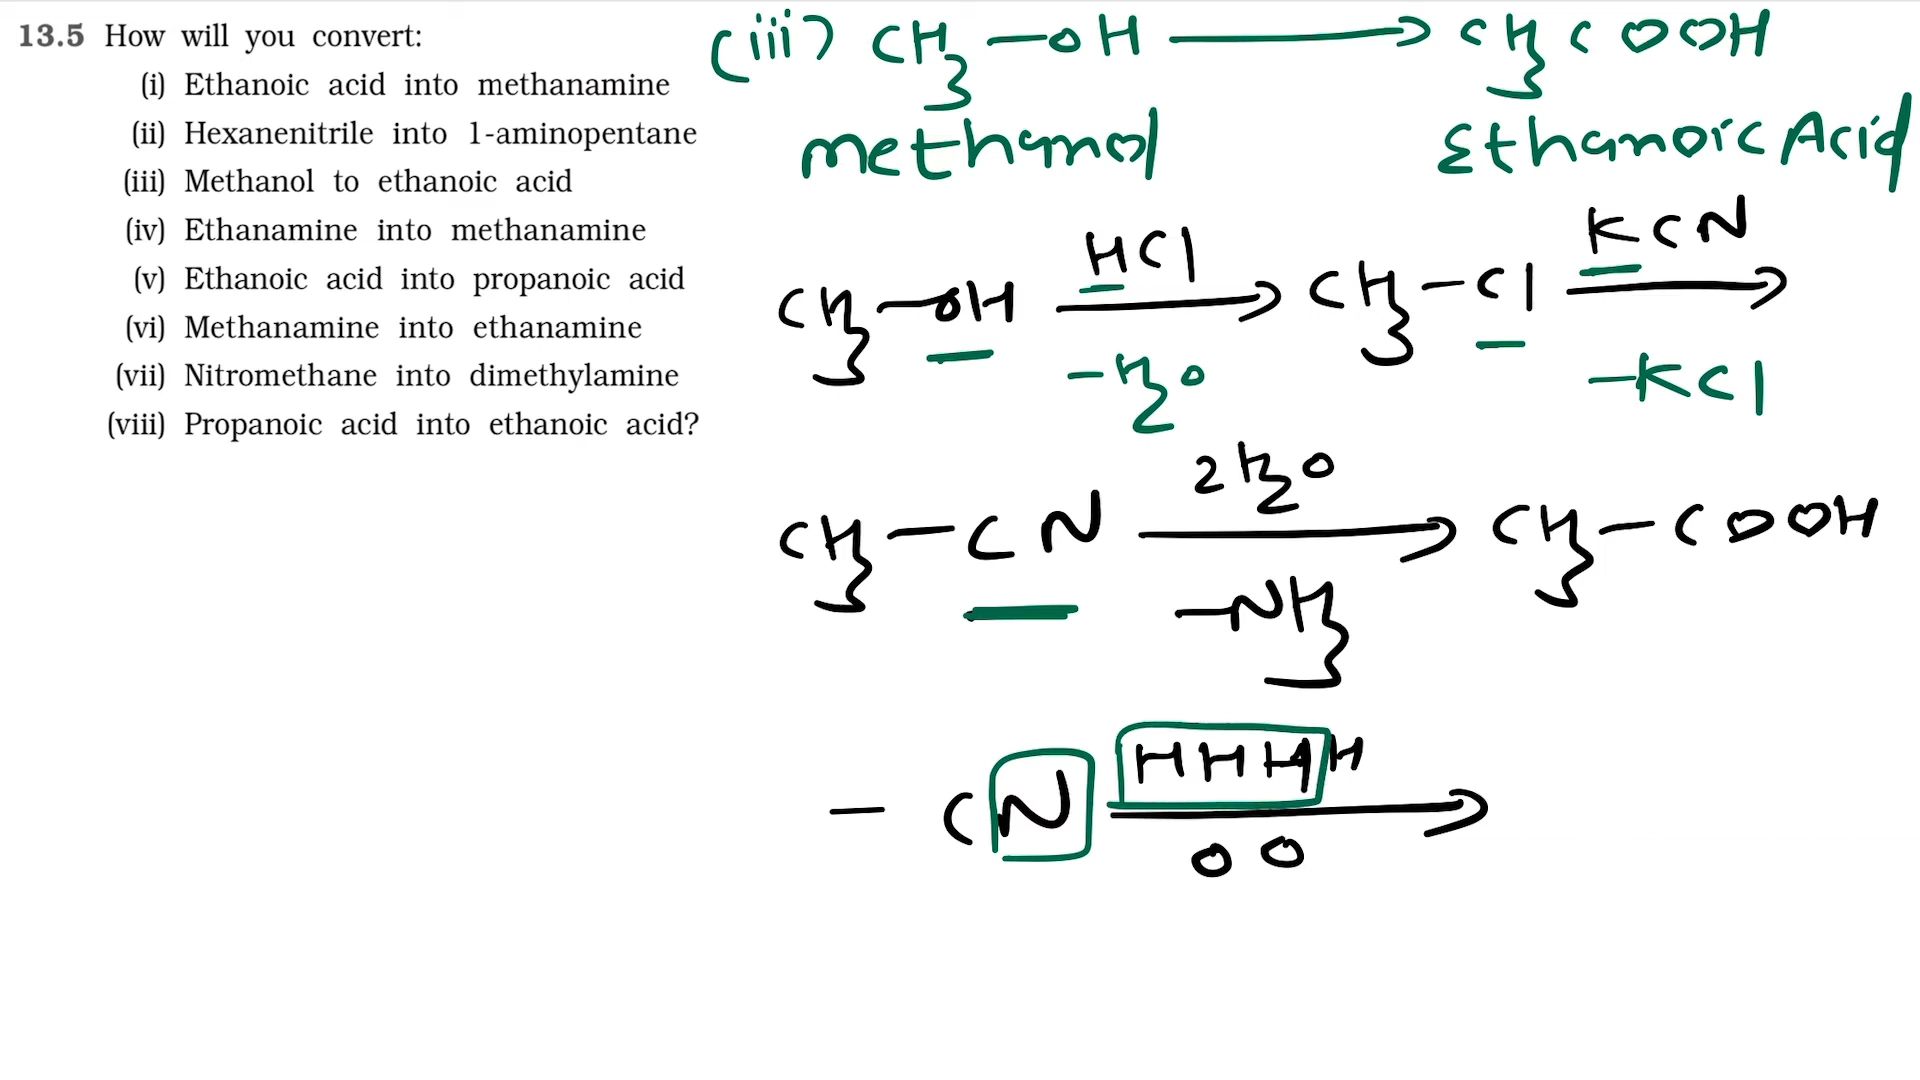 13.5 How will you convert:
(i) Ethanoic acid into methanamine
(ii) Hexanenitrile into 1-aminopentane
(iii) Methanol to ethanoic acid
(iv) Ethanamine into methanamine
(v) Ethanoic acid into propanoic acid
(vi) Methanamine into ethanamine
(vii) Nitromethane into dimethylamine
(viii) Propanoic acid into ethanoic acid?
(iii) CH3-OH → CH3COOH
methanol Ethanoic Acid
HCl KCN
CH3-OH → CH3-Cl →
-H2O -KCl
2H2O
CH3-CN → CH3-COOH
-NH3
HHHHH
- CN →
OO